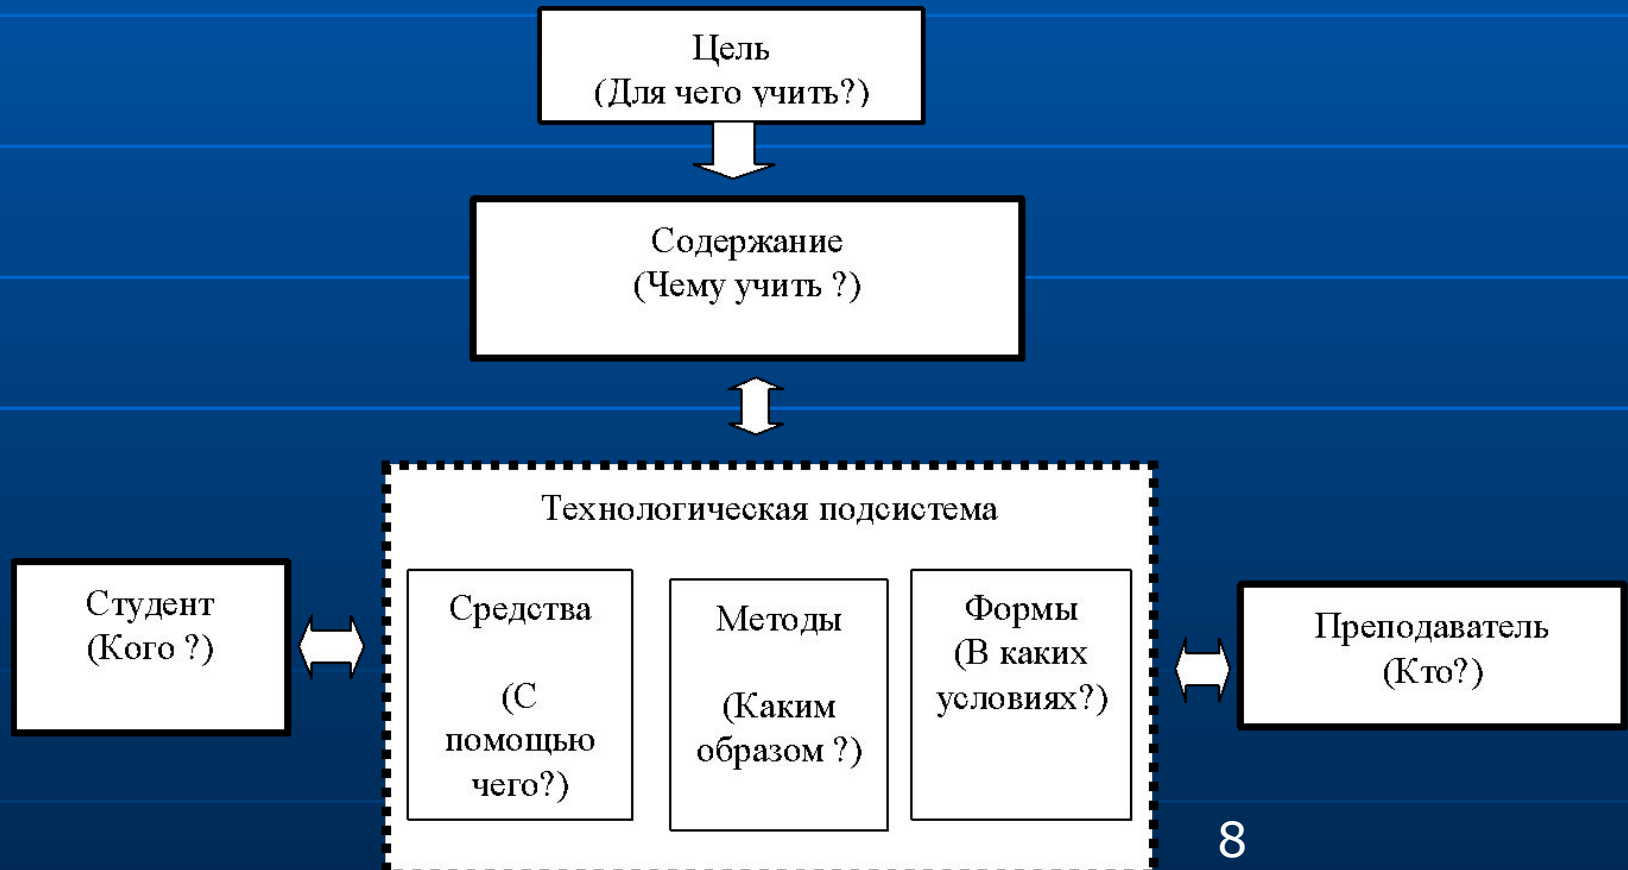 Цель
(Для чего учить?)
Содержание
(Чему учить ?)
Технологическая подсистема
Студент
(Кого ?)
Средства
(С
помощью
чего?)
Методы
(Каким
образом ?)
Формы
(В каких
условиях?)
Преподаватель
(Кто?)
8